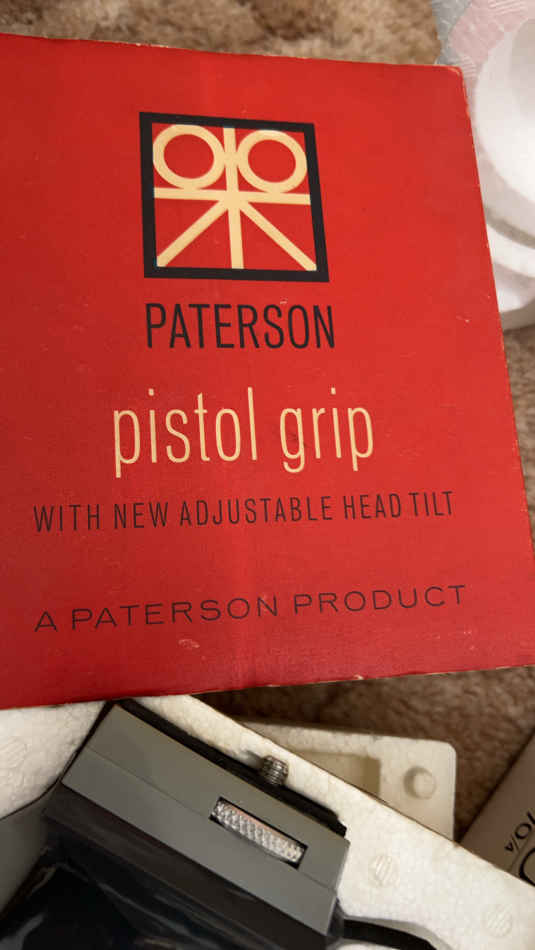 PATERSON
pistol grip
WITH NEW ADJUSTABLE HEAD TILT
A PATERSON PRODUCT